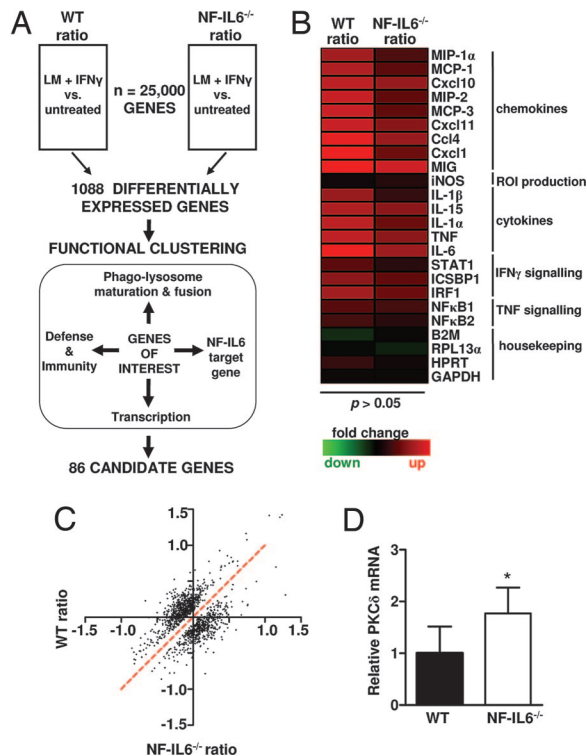 A
WT ratio
NF-IL6-/- ratio
LM + IFNγ vs. untreated
n = 25,000 GENES
LM + IFNγ vs. untreated
1088 DIFFERENTIALLY
EXPRESSED GENES
FUNCTIONAL CLUSTERING
Phago-lysosome
maturation & fusion
Defense & Immunity
GENES OF INTEREST
NF-IL6 target gene
Transcription
86 CANDIDATE GENES
B
WT ratio
NF-IL6-/- ratio
MIP-1α
MCP-1
Cxcl10
MIP-2
MCP-3
Cxcl11
Ccl4
Cxcl1
MIG
chemokines
iNOS
ROI production
IL-1β
IL-15
IL-1α
TNF
IL-6
cytokines
STAT1
ICSBP1
IRF1
IFNγ signalling
NFκB1
NFκB2
TNF signalling
B2M
RPL13α
HPRT
GAPDH
housekeeping
p > 0.05
fold change
down up
C
WT ratio
1.5
1.0
-1.5 -1.0 0.0 1.0 1.5
-1.0
-1.5
NF-IL6-/- ratio
D
Relative PKCδ mRNA
3
2
1
0
*
WT
NF-IL6-/-